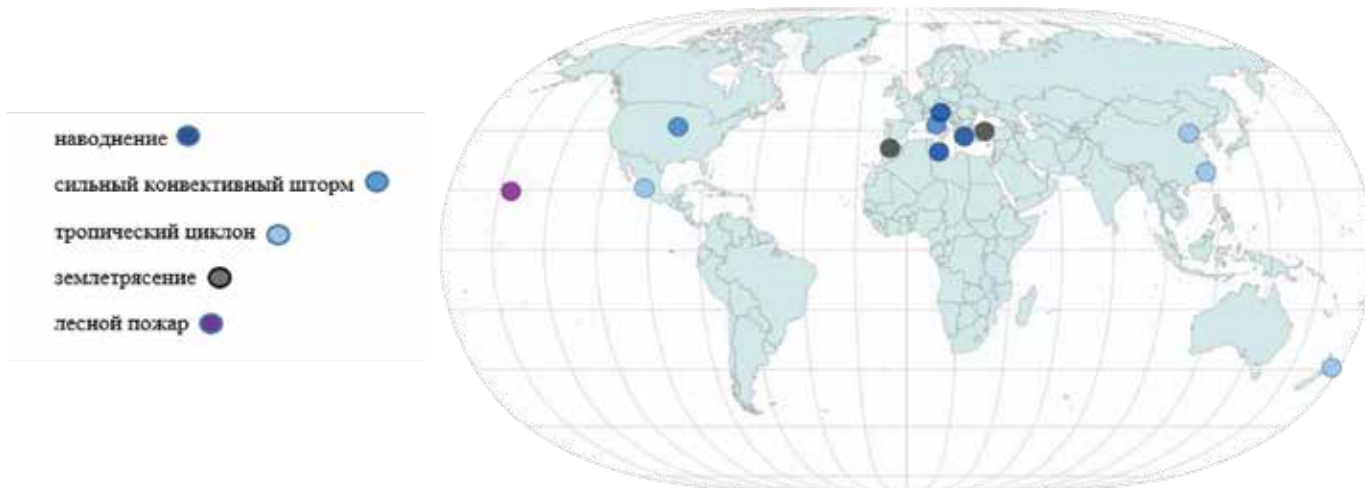 наводнение
сильный конвективный шторм
тропический циклон
землетрясение
лесной пожар